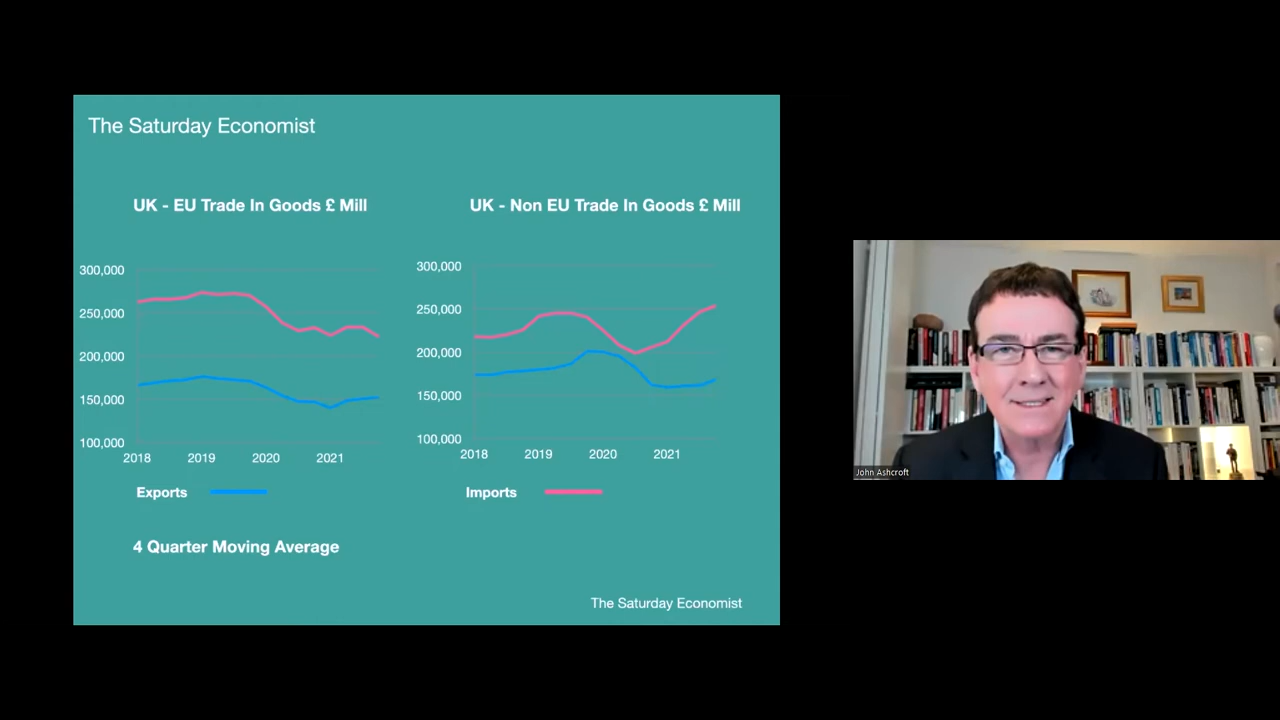 The Saturday Economist
UK - EU Trade In Goods £ Mill
300,000
250,000
200,000
150,000
100,000
2018 2019 2020 2021
UK - Non EU Trade In Goods £ Mill
300,000
250,000
200,000
150,000
100,000
2018 2019 2020 2021
Exports
Imports
4 Quarter Moving Average
The Saturday Economist
John Ashcroft